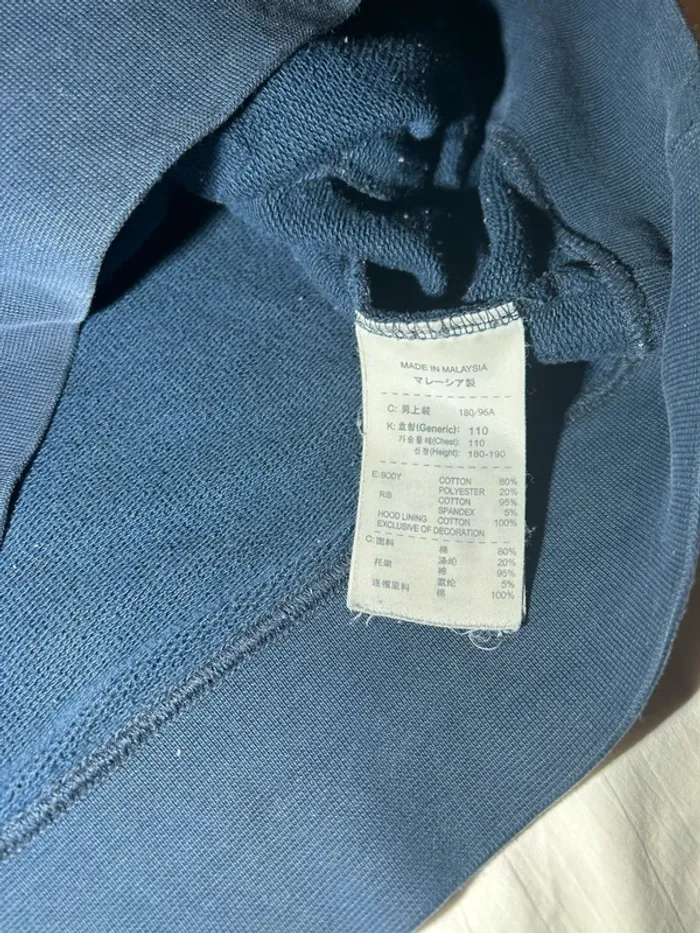 MADE IN MALAYSIA
マレーシア製
C: 男上装 180/96A
K: 호칭(Generic): 110
가슴둘레(Chest): 110
신장(Height): 180-190
E: BODY COTTON 80%
POLYESTER 20%
RIB COTTON 95%
SPANDEX 5%
HOOD LINING COTTON 100%
EXCLUSIVE OF DECORATION
C: 面料 棉 80%
涤纶 20%
棉 95%
氨纶 5%
连帽里料 棉 100%